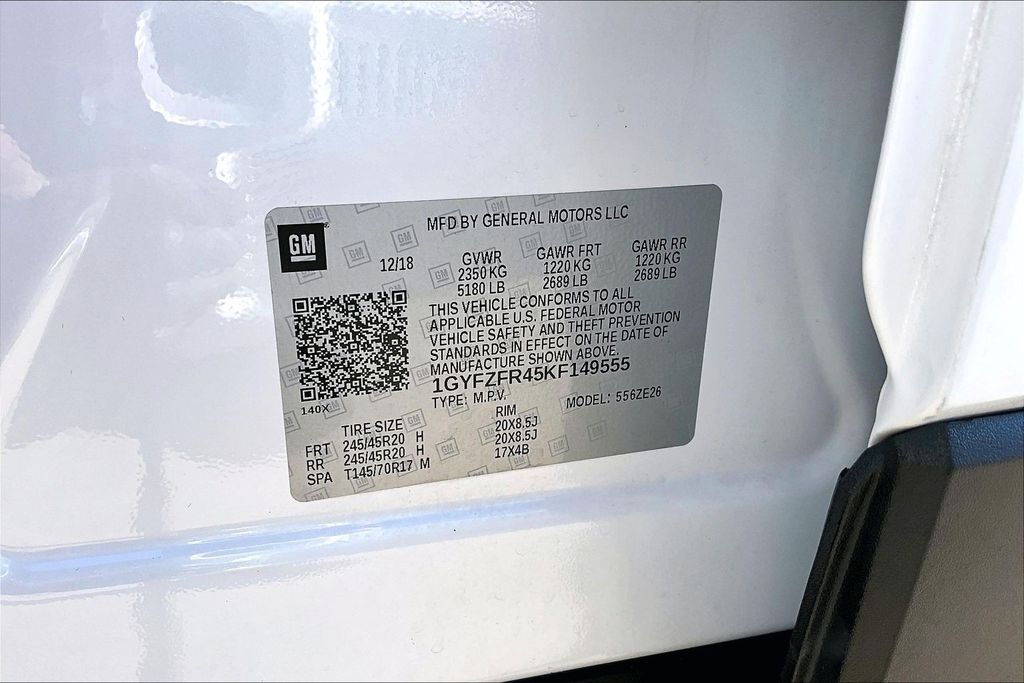 MFD BY GENERAL MOTORS LLC
GM
12/18
GVWR GAWR FRT GAWR RR
2350 KG 1220 KG 1220 KG
5180 LB 2689 LB 2689 LB
THIS VEHICLE CONFORMS TO ALL
APPLICABLE U.S. FEDERAL MOTOR
VEHICLE SAFETY AND THEFT PREVENTION
STANDARDS IN EFFECT ON THE DATE OF
MANUFACTURE SHOWN ABOVE.
1GYFZFR45KF149555
TYPE: M.P.V. MODEL: 556ZE26
140X
TIRE SIZE RIM
FRT 245/45R20 H 20X8.5J
RR 245/45R20 H 20X8.5J
SPA T145/70R17 M 17X4B